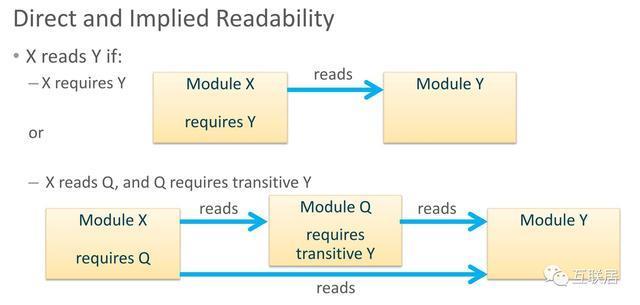 Direct and Implied Readability
• X reads Y if:
– X requires Y
Module X
requires Y
reads
Module Y
or
– X reads Q, and Q requires transitive Y
Module X
requires Q
reads
Module Q
requires
transitive Y
reads
Module Y
reads
互联居